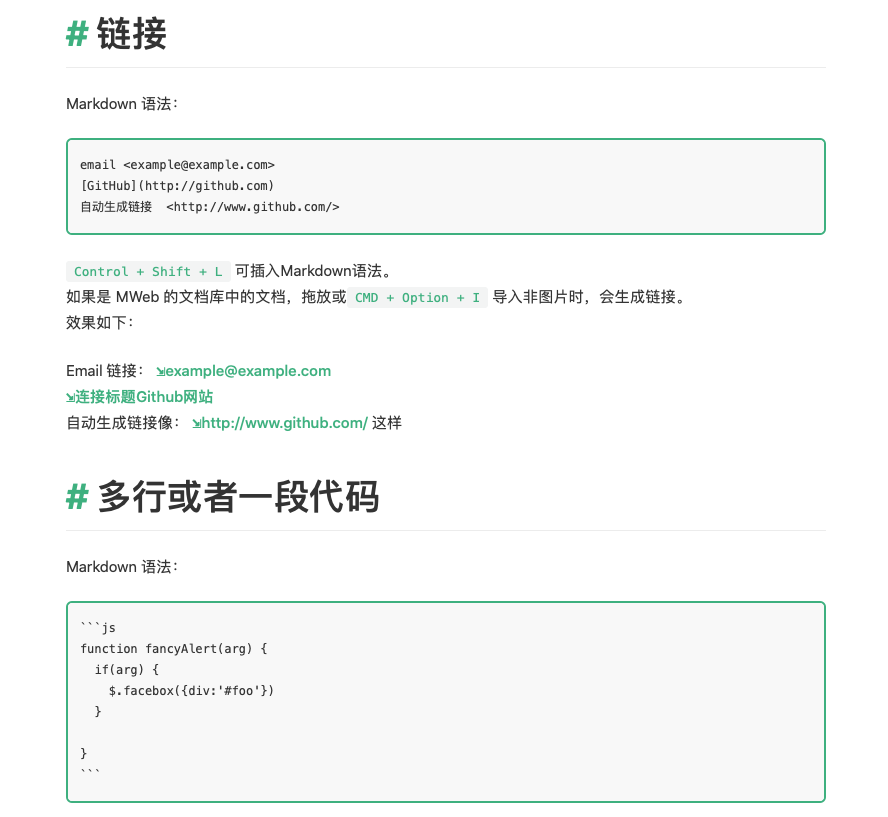 # 链接
Markdown 语法：
email <example@example.com>
[GitHub](http://github.com)
自动生成链接  <http://www.github.com/>
Control + Shift + L 可插入Markdown语法。
如果是 MWeb 的文档库中的文档，拖放或 CMD + Option + I 导入非图片时，会生成链接。
效果如下：
Email 链接： ⇲example@example.com
⇲连接标题Github网站
自动生成链接像： ⇲http://www.github.com/ 这样
# 多行或者一段代码
Markdown 语法：
```js
function fancyAlert(arg) {
  if(arg) {
    $.facebox({div:'#foo'})
  }
}
```